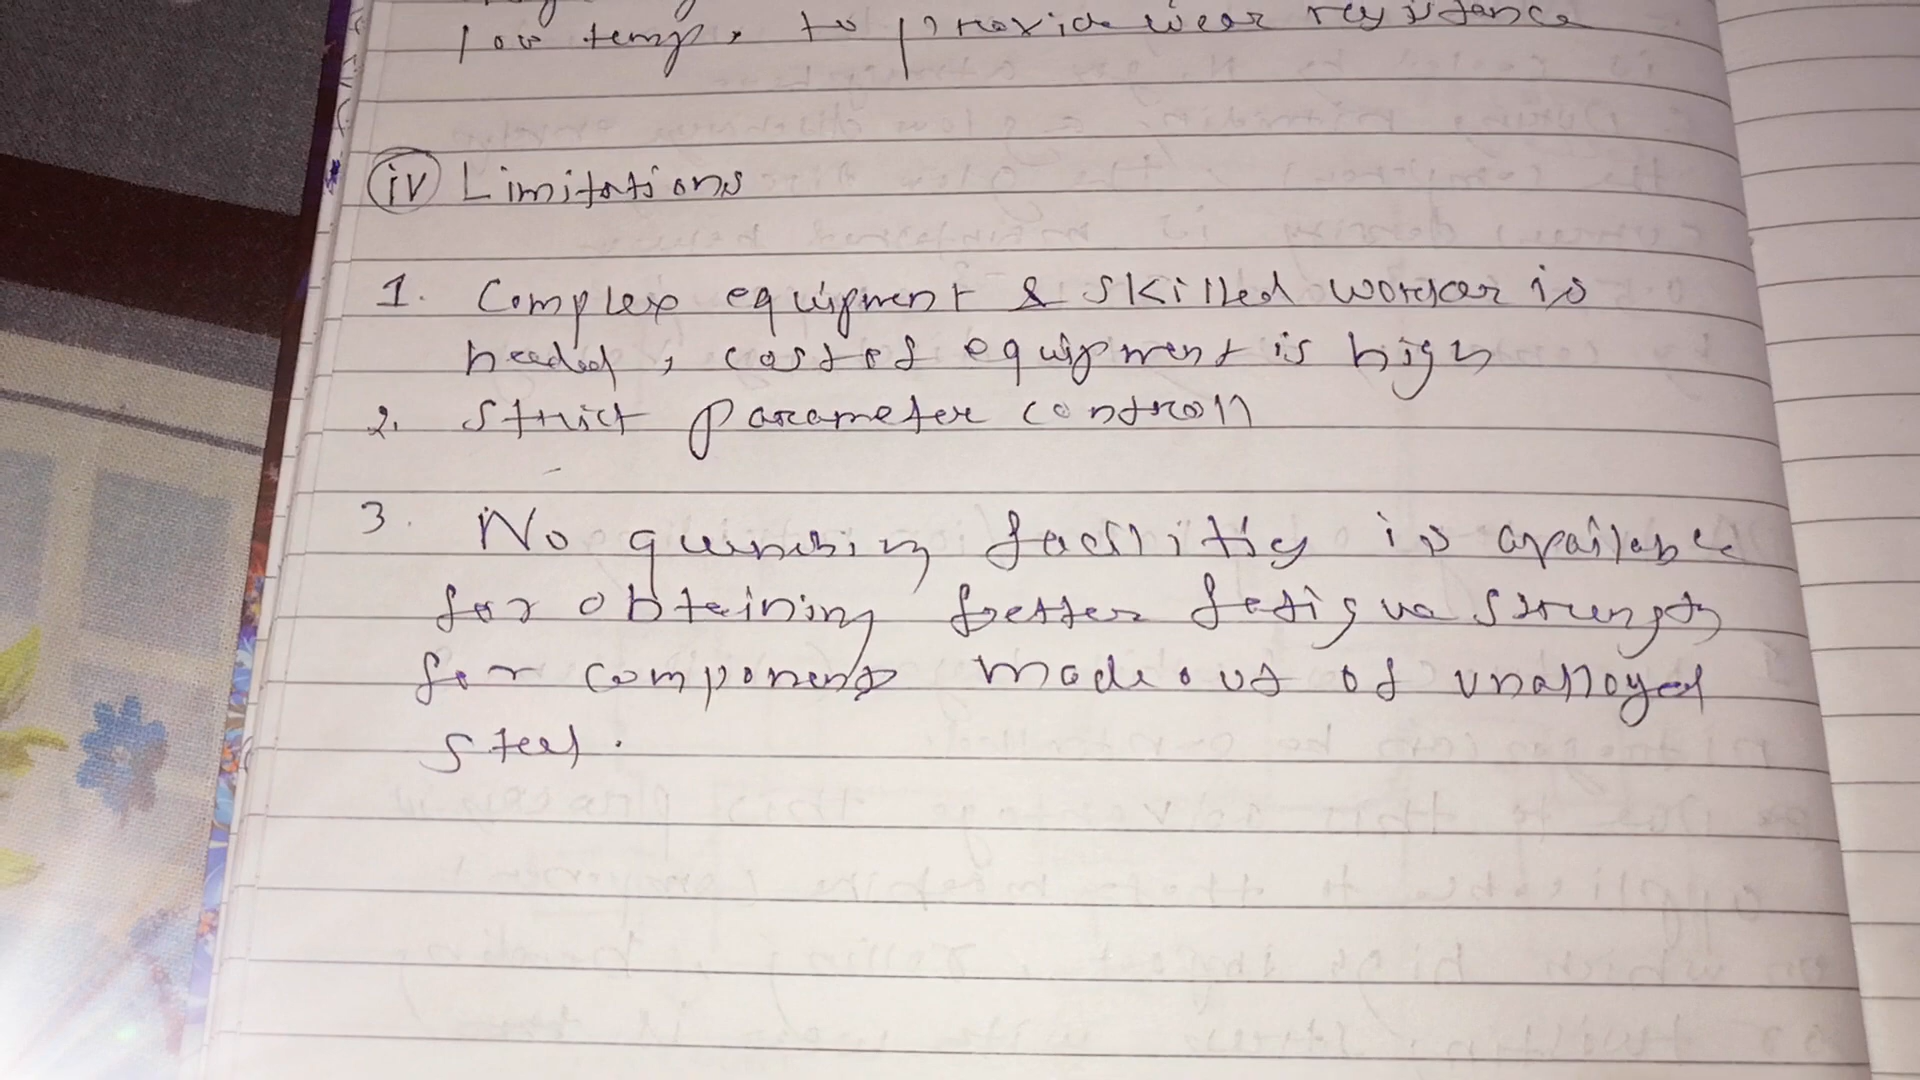 low temp, to provide wear resistance
(iv) Limitations
1. Complex equipment & skilled worker is
needed, cost of equipment is high
2. Strict parameter controll
3. No quenching facility is available
for obtaining better fatigue strength
for components made out of unalloyed
steel.